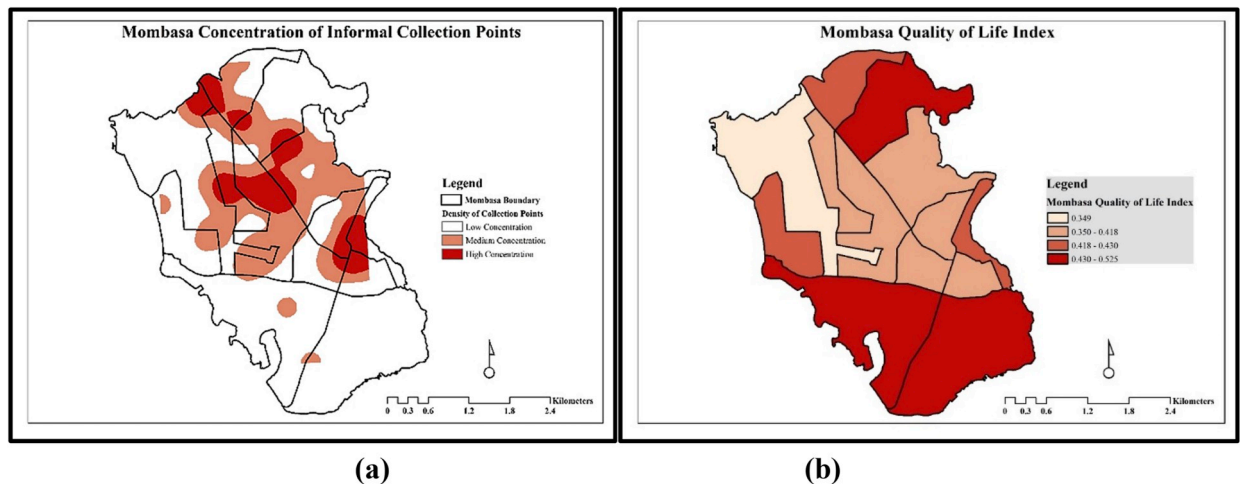 Mombasa Concentration of Informal Collection Points
Legend
Mombasa Boundary
Density of Collection Points
Low Concentration
Medium Concentration
High Concentration
0 0.3 0.6 1.2 1.8 2.4
Kilometers
(a)
Mombasa Quality of Life Index
Legend
Mombasa Quality of Life Index
0.349
0.350 - 0.418
0.418 - 0.430
0.430 - 0.525
0 0.3 0.6 1.2 1.8 2.4
Kilometers
(b)